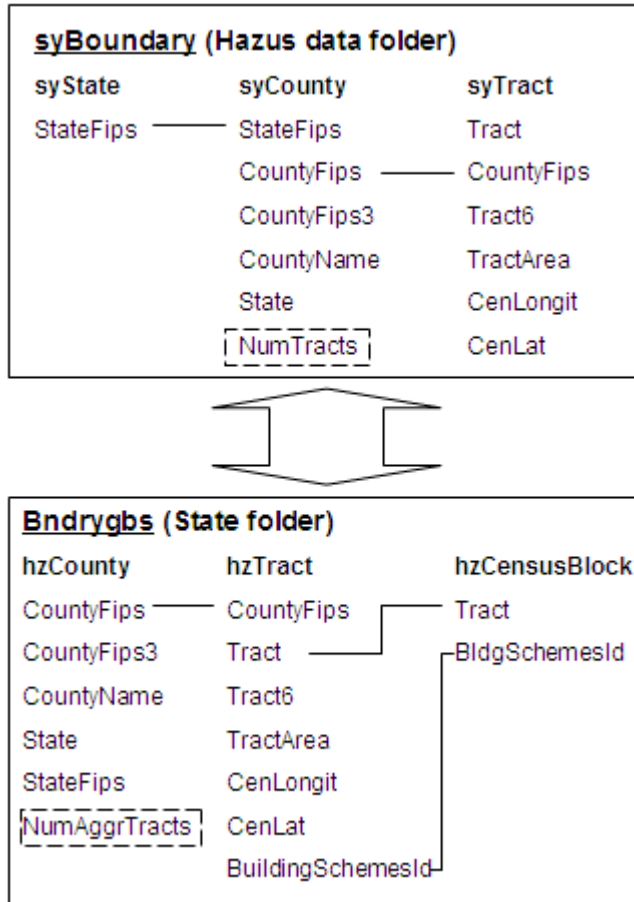 syBoundary (Hazus data folder)
syState syCounty syTract
StateFips StateFips Tract
CountyFips CountyFips
CountyFips3 Tract6
CountyName TractArea
State CenLongit
NumTracts CenLat
Bndrygbs (State folder)
hzCounty hzTract hzCensusBlock
CountyFips CountyFips Tract
CountyFips3 Tract BldgSchemesId
CountyName Tract6
State TractArea
StateFips CenLongit
NumAggrTracts CenLat
BuildingSchemesId